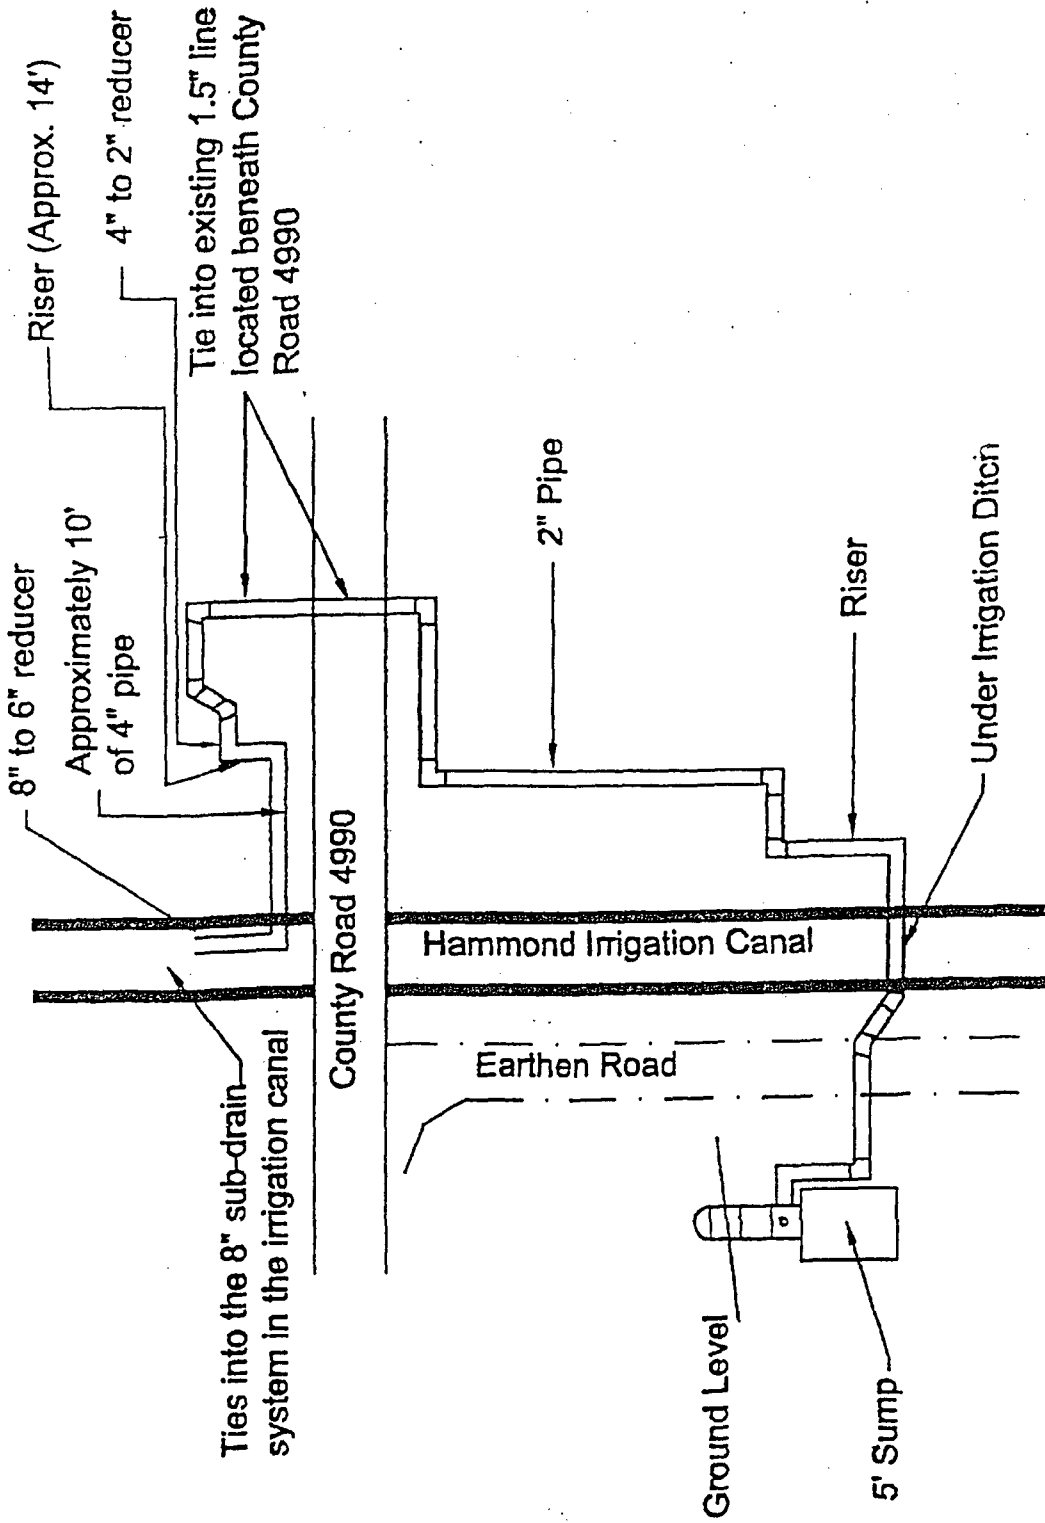 8" to 6" reducer
Approximately 10'
of 4" pipe
Riser (Approx. 14')
4" to 2" reducer
Tie into existing 1.5" line
located beneath County
Road 4990
Ties into the 8" sub-drain
system in the irrigation canal
County Road 4990
Hammond Irrigation Canal
Earthen Road
2" Pipe
Riser
Under Irrigation Ditch
Ground Level
5' Sump